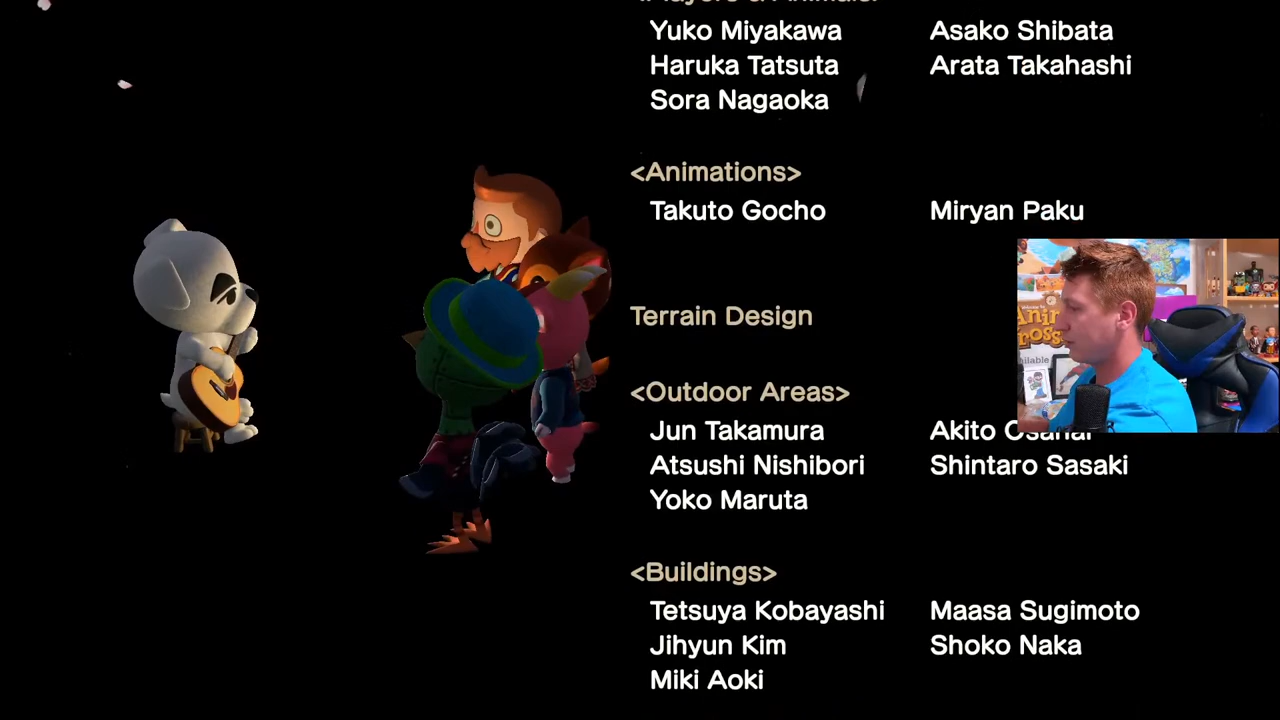 Yuko Miyakawa Asako Shibata
Haruka Tatsuta Arata Takahashi
Sora Nagaoka
<Animations>
Takuto Gocho Miryan Paku
Terrain Design
<Outdoor Areas>
Jun Takamura Akito
Atsushi Nishibori Shintaro Sasaki
Yoko Maruta
<Buildings>
Tetsuya Kobayashi Maasa Sugimoto
Jihyun Kim Shoko Naka
Miki Aoki